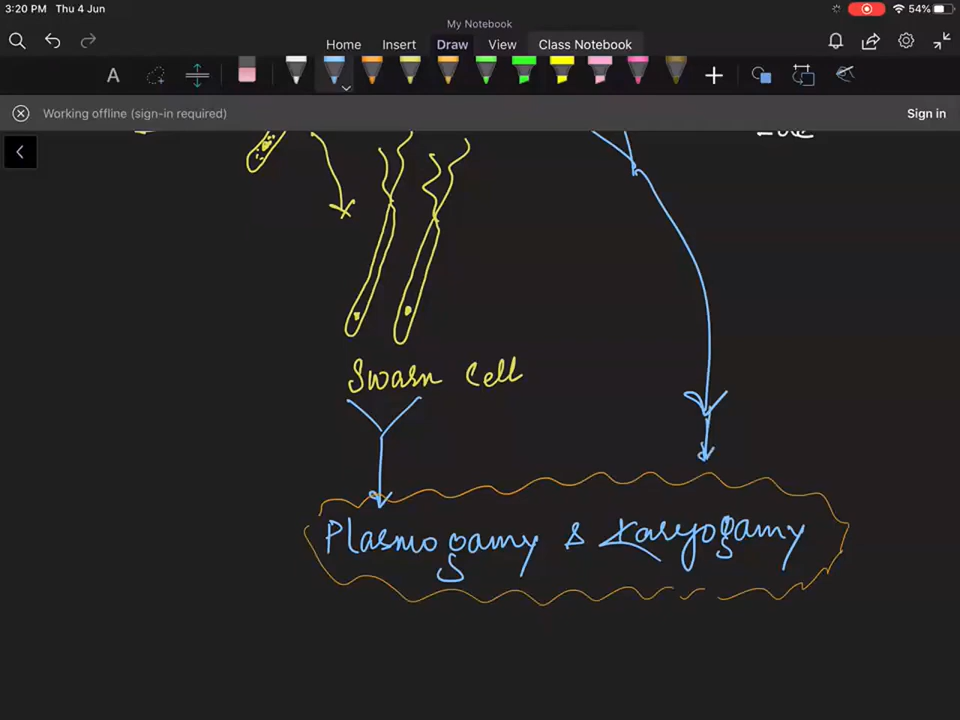 3:20 PM Thu 4 Jun
54%
My Notebook
Home Insert Draw View Class Notebook
A
Working offline (sign-in required) Sign in
Swarm Cell
Plasmogamy & Karyogamy